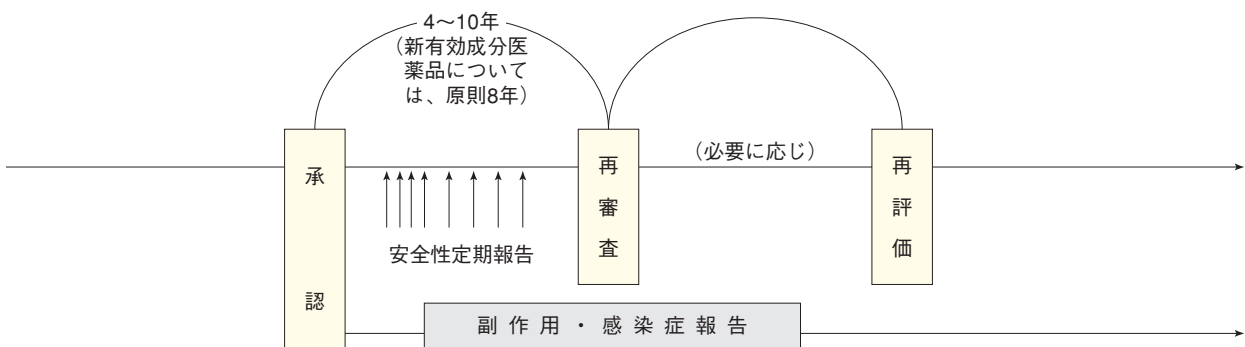 4〜10年
（新有効成分医
薬品について
は、原則8年）
承認
再審査
（必要に応じ）
再評価
安全性定期報告
副作用・感染症報告